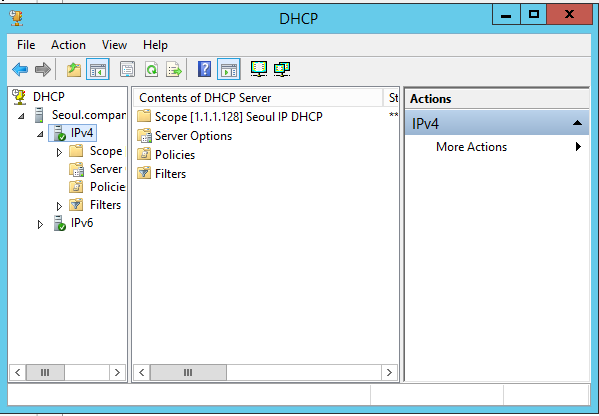 DHCP
File Action View Help
DHCP
Seoul.compan
IPv4
Scope
Server
Policie
Filters
IPv6
Contents of DHCP Server St
Scope [1.1.1.128] Seoul IP DHCP **
Server Options
Policies
Filters
Actions
IPv4
More Actions